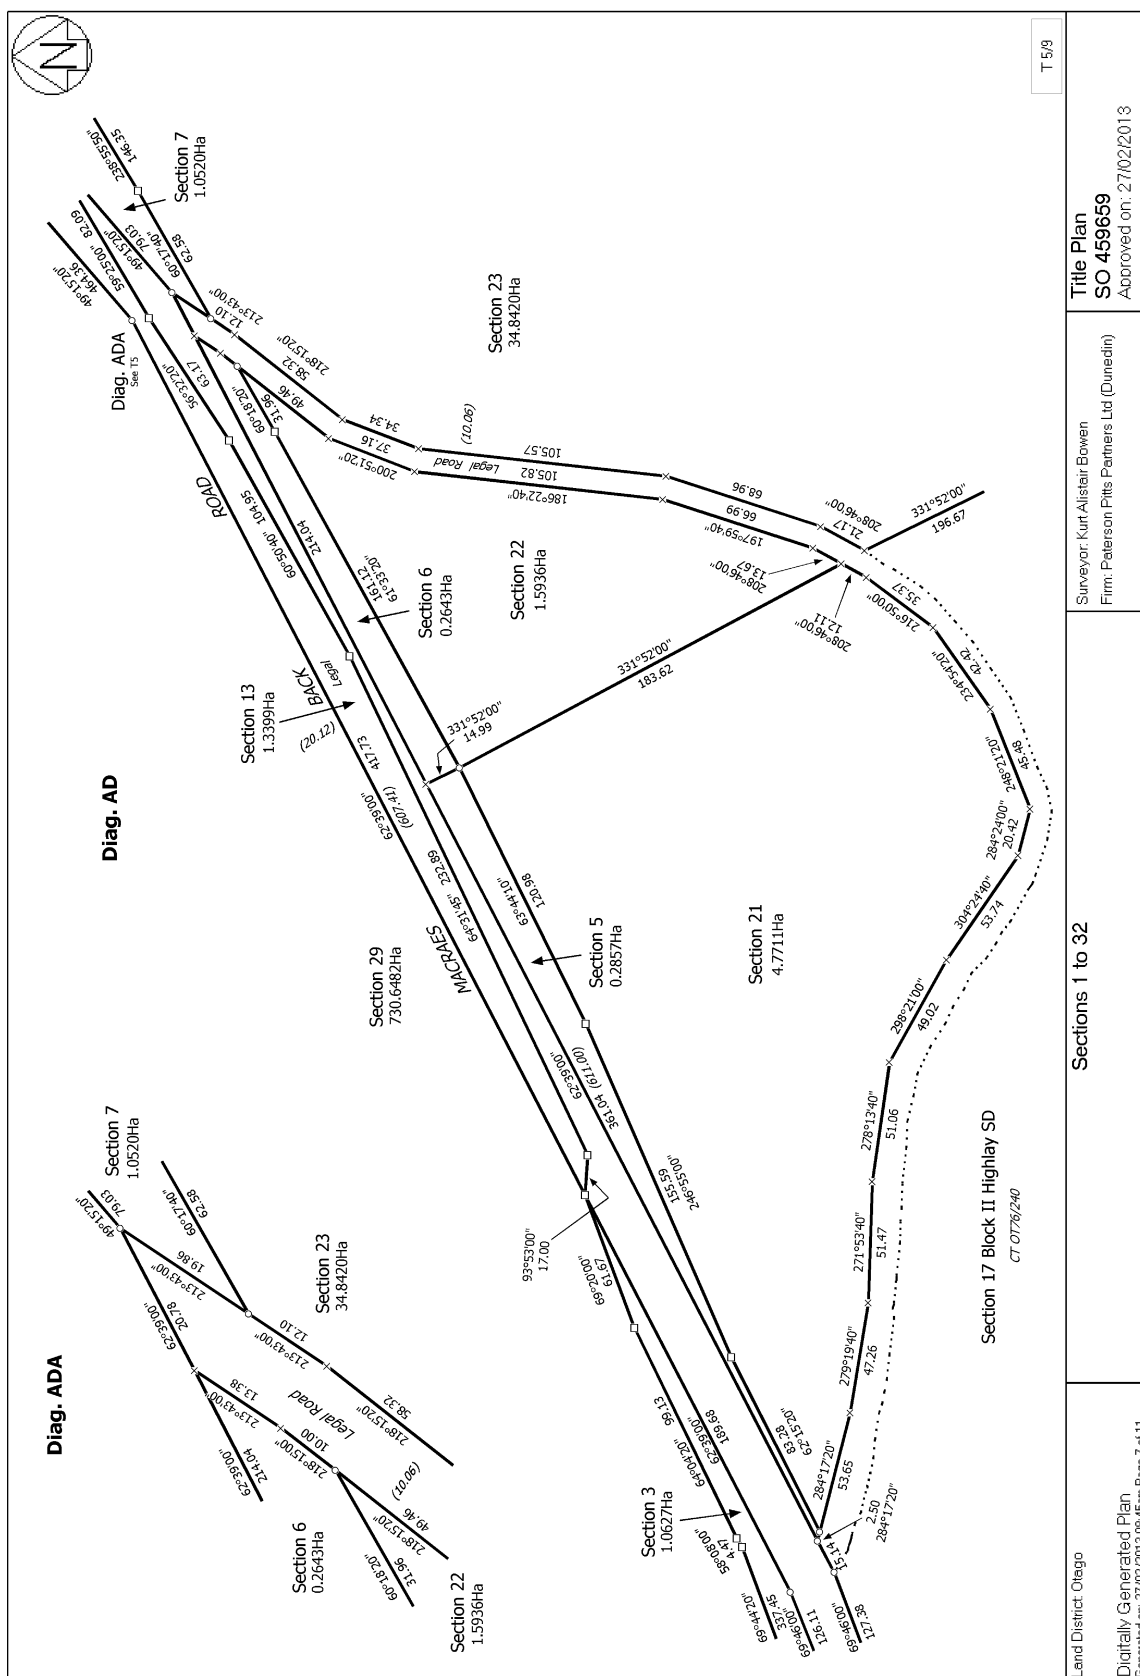 N
T 5/9
Title Plan
SO 459659
Approved on: 27/02/2013
Surveyor: Kurt Alistair Bowen
Firm: Paterson Pitts Partners Ltd (Dunedin)
Sections 1 to 32
Land District: Otago
Digitally Generated Plan
Diag. ADA
49°15'20"
79.03
Section 7
1.0520Ha
60°17'40"
62.58
213°43'00"
19.86
62°39'00"
20.78
Section 23
34.8420Ha
213°43'00"
12.10
213°43'00"
13.38
Legal Road
218°15'20"
58.32
218°15'00"
10.00
62°39'00"
214.04
(10.06)
218°15'20"
49.46
Section 6
0.2643Ha
60°18'20"
31.96
Section 22
1.5936Ha
Diag. AD
238°55'50"
146.35
Section 7
1.0520Ha
59°25'00"
82.09
49°15'20"
79.03
60°17'40"
62.58
49°15'20"
464.36
Diag. ADA
See T5
213°43'00"
12.10
56°32'20"
63.17
218°15'20"
58.32
49.46
60°18'20"
31.96
Section 23
34.8420Ha
34.34
37.16
200°51'20"
(10.06)
Legal Road
105.57
105.82
186°22'40"
ROAD
60°50'40"
104.95
214.04
161.12
61°33'20"
Section 6
0.2643Ha
Section 22
1.5936Ha
68.96
66.99
197°59'40"
208°46'00"
21.17
331°52'00"
196.67
208°46'00"
13.67
208°46'00"
12.11
216°50'00"
35.37
234°54'20"
42.42
248°21'20"
45.48
284°24'00"
20.42
304°24'40"
53.74
298°21'00"
49.02
278°13'40"
51.06
271°53'40"
51.47
279°19'40"
47.26
284°17'20"
53.65
2.50
284°17'20"
331°52'00"
183.62
331°52'00"
14.99
Section 13
1.3399Ha
BACK
Legal
(20.12)
62°39'00"
417.73
(607.41)
64°31'45"
232.89
MACRAES
Section 29
730.6482Ha
63°44'10"
120.98
Section 5
0.2857Ha
Section 21
4.7711Ha
62°39'00"
361.04 (611.00)
155.59
246°55'00"
93°53'00"
17.00
69°20'00"
61.67
64°04'20"
99.13
62°39'00"
189.68
83.28
62°15'20"
Section 3
1.0627Ha
58°08'00"
4.47
69°44'20"
337.45
69°46'00"
126.11
15.14
69°46'00"
127.38
Section 17 Block II Highlay SD
CT OT76/240